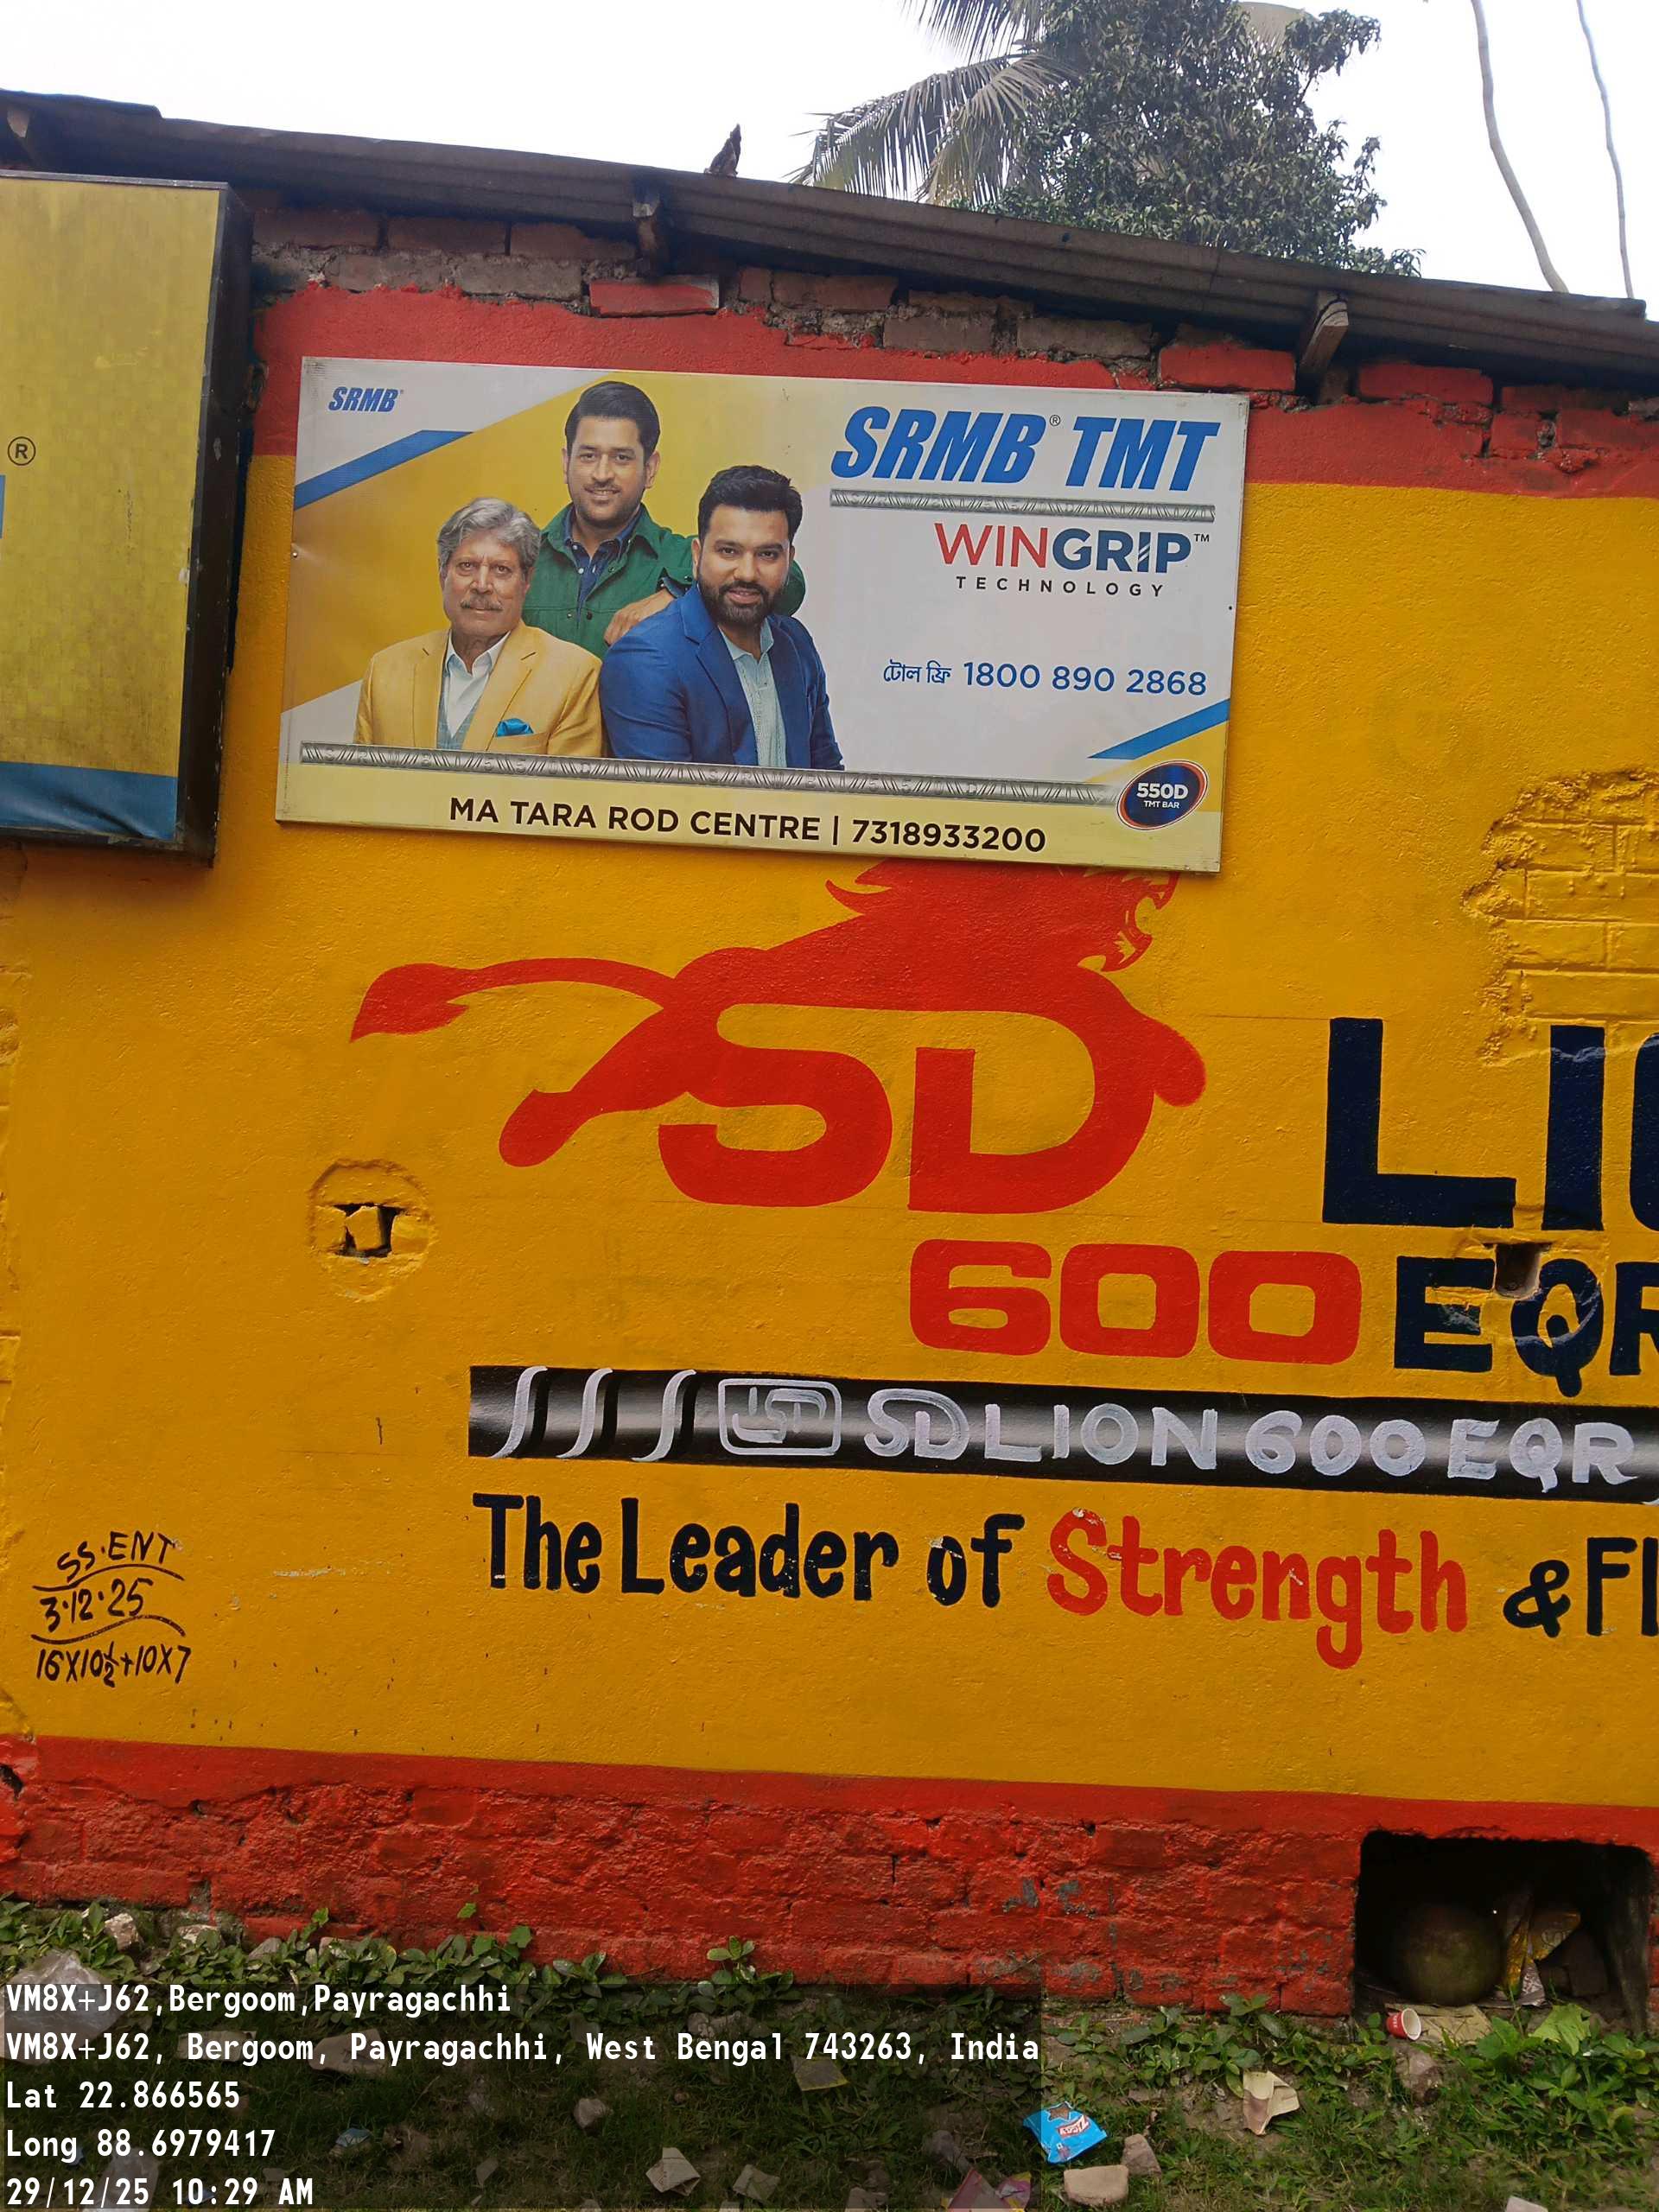 ®
SRMB
SRMB® TMT
WINGRIP™
TECHNOLOGY
টোল ফ্রি 1800 890 2868
550D
TMT BAR
MA TARA ROD CENTRE | 7318933200
SD LIO
600 EQR
SD LION 600 EQR
The Leader of Strength & Fl
SS.ENT
3.12.25
16X10½+10X7
VM8X+J62,Bergoom,Payragachhi
VM8X+J62, Bergoom, Payragachhi, West Bengal 743263, India
Lat 22.866565
Long 88.6979417
29/12/25 10:29 AM